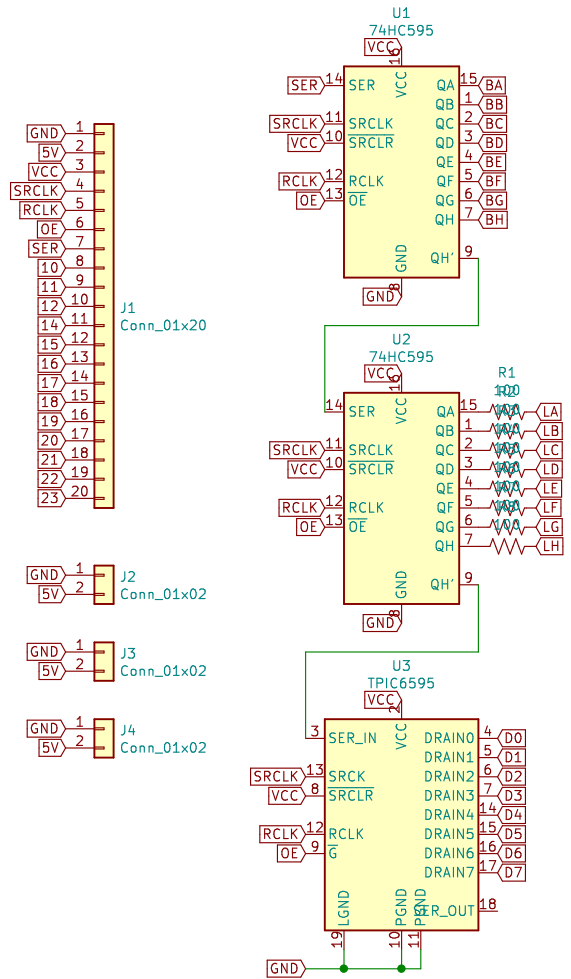 U1
74HC595
VCC
16
VCC
SER 14 SER QA 15 BA
QB 1 BB
SRCLK 11 SRCLK QC 2 BC
VCC 10 SRCLR QD 3 BD
QE 4 BE
RCLK 12 RCLK QF 5 BF
OE 13 OE QG 6 BG
QH 7 BH
QH' 9
GND
GND 8
GND 1
5V 2
VCC 3
SRCLK 4
RCLK 5
OE 6
SER 7
10 8
11 9
12 10
14 11
15 12
16 13
17 14
18 15
19 16
20 17
21 18
22 19
23 20
J1
Conn_01x20
U2
74HC595
VCC
16
VCC
R1
100
R2
14 SER QA 15 LA
QB 1 LB
SRCLK 11 SRCLK QC 2 LC
VCC 10 SRCLR QD 3 LD
QE 4 LE
RCLK 12 RCLK QF 5 LF
OE 13 OE QG 6 LG
100
QH 7 LH
QH' 9
GND
GND 8
GND 1
5V 2
J2
Conn_01x02
GND 1
5V 2
J3
Conn_01x02
GND 1
5V 2
J4
Conn_01x02
U3
TPIC6595
VCC
2
VCC
3 SER_IN DRAIN0 4 D0
DRAIN1 5 D1
SRCLK 13 SRCK DRAIN2 6 D2
VCC 8 SRCLR DRAIN3 7 D3
DRAIN4 14 D4
RCLK 12 RCLK DRAIN5 15 D5
OE 9 G DRAIN6 16 D6
DRAIN7 17 D7
SER_OUT 18
LGND PGND PGND
19 10 11
GND